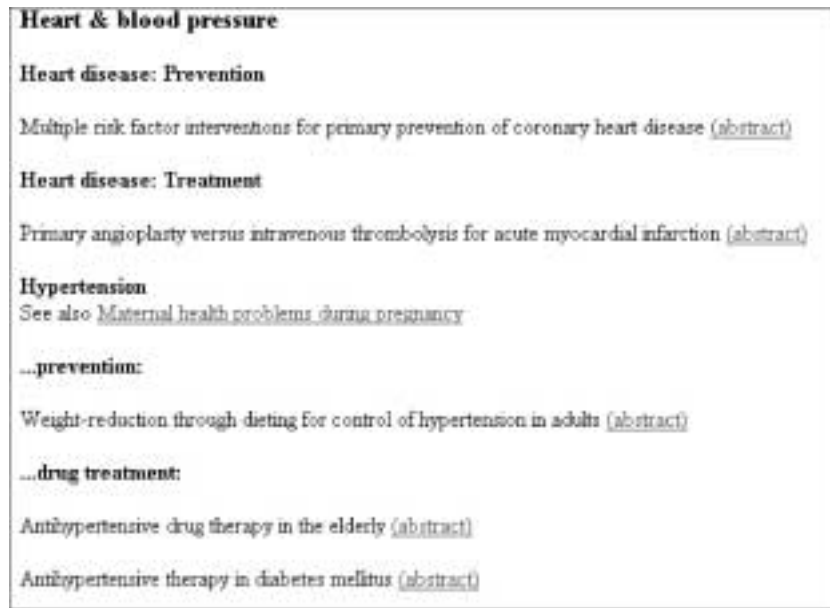 Heart & blood pressure
Heart disease: Prevention
Multiple risk factor interventions for primary prevention of coronary heart disease (abstract)
Heart disease: Treatment
Primary angioplasty versus intravenous thrombolysis for acute myocardial infarction (abstract)
Hypertension
See also Maternal health problems during pregnancy
...prevention:
Weight-reduction through dieting for control of hypertension in adults (abstract)
...drug treatment:
Antihypertensive drug therapy in the elderly (abstract)
Antihypertensive therapy in diabetes mellitus (abstract)